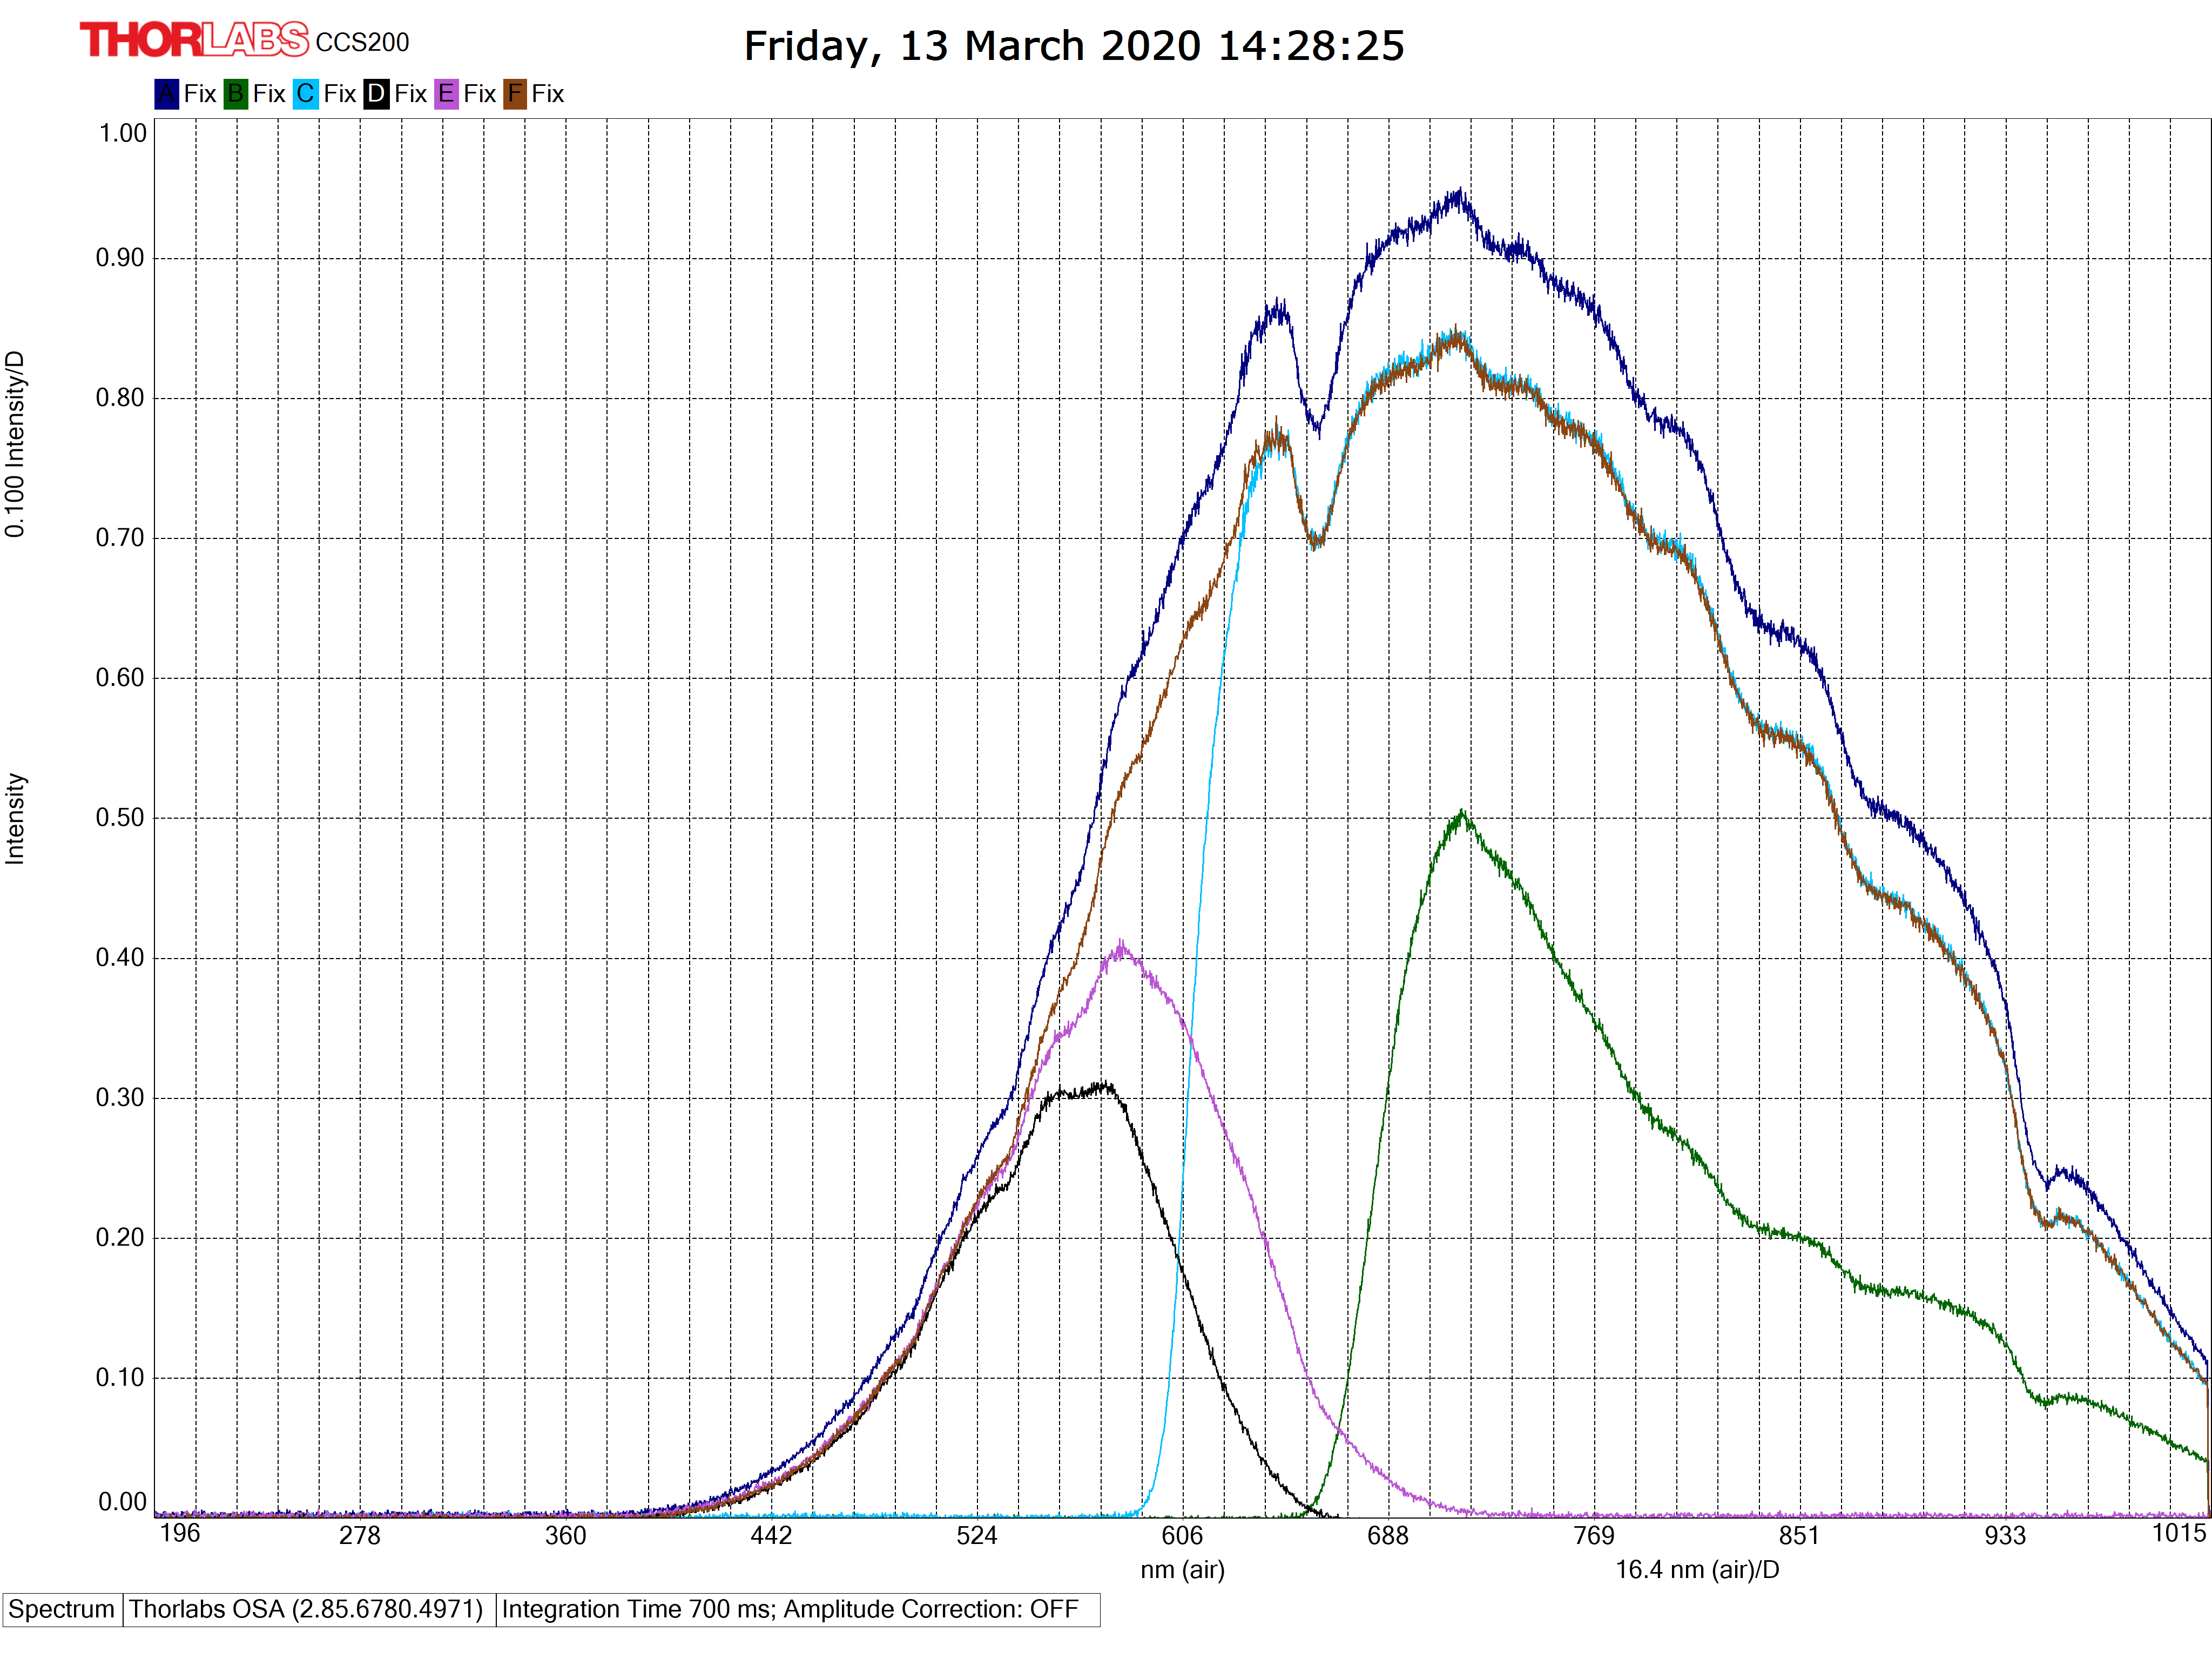 THORLABS CCS200
Friday, 13 March 2020 14:28:25
A Fix B Fix C Fix D Fix E Fix F Fix
0.100 Intensity/D
Intensity
1.00
0.90
0.80
0.70
0.60
0.50
0.40
0.30
0.20
0.10
0.00
196 278 360 442 524 606 688 769 851 933 1015
nm (air) 16.4 nm (air)/D
Spectrum Thorlabs OSA (2.85.6780.4971) Integration Time 700 ms; Amplitude Correction: OFF